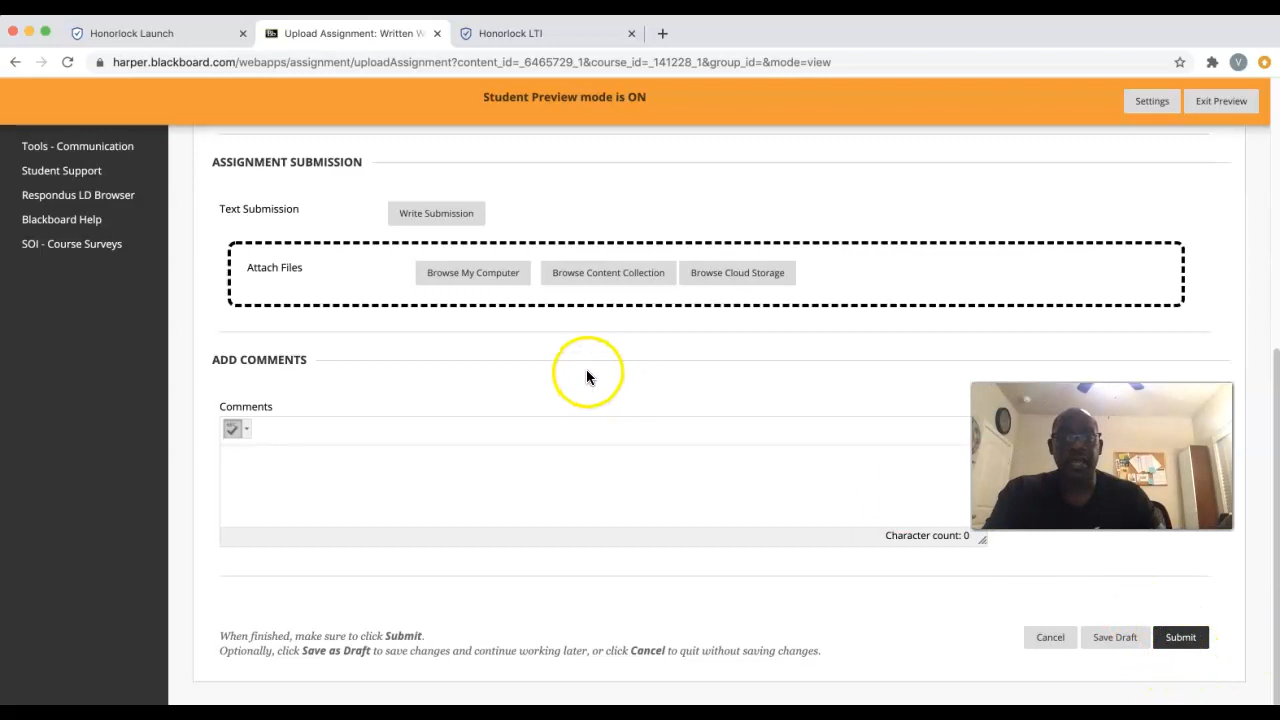 Honorlock Launch
Upload Assignment: Written W
Honorlock LTI
harper.blackboard.com/webapps/assignment/uploadAssignment?content_id=_6465729_1&course_id=_141228_1&group_id=&mode=view
V
Student Preview mode is ON
Settings
Exit Preview
Tools - Communication
Student Support
Respondus LD Browser
Blackboard Help
SOI - Course Surveys
ASSIGNMENT SUBMISSION
Text Submission
Write Submission
Attach Files
Browse My Computer
Browse Content Collection
Browse Cloud Storage
ADD COMMENTS
Comments
Character count: 0
When finished, make sure to click Submit.
Optionally, click Save as Draft to save changes and continue working later, or click Cancel to quit without saving changes.
Cancel
Save Draft
Submit